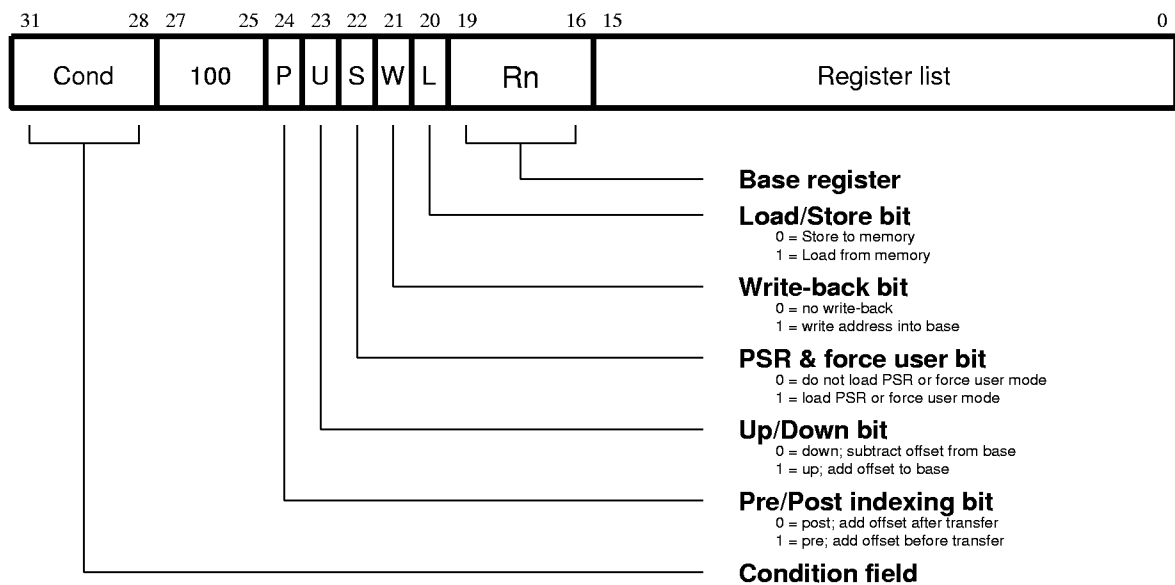 31 28 27 25 24 23 22 21 20 19 16 15 0
Cond 100 P U S W L Rn Register list
Base register
Load/Store bit
0 = Store to memory
1 = Load from memory
Write-back bit
0 = no write-back
1 = write address into base
PSR & force user bit
0 = do not load PSR or force user mode
1 = load PSR or force user mode
Up/Down bit
0 = down; subtract offset from base
1 = up; add offset to base
Pre/Post indexing bit
0 = post; add offset after transfer
1 = pre; add offset before transfer
Condition field